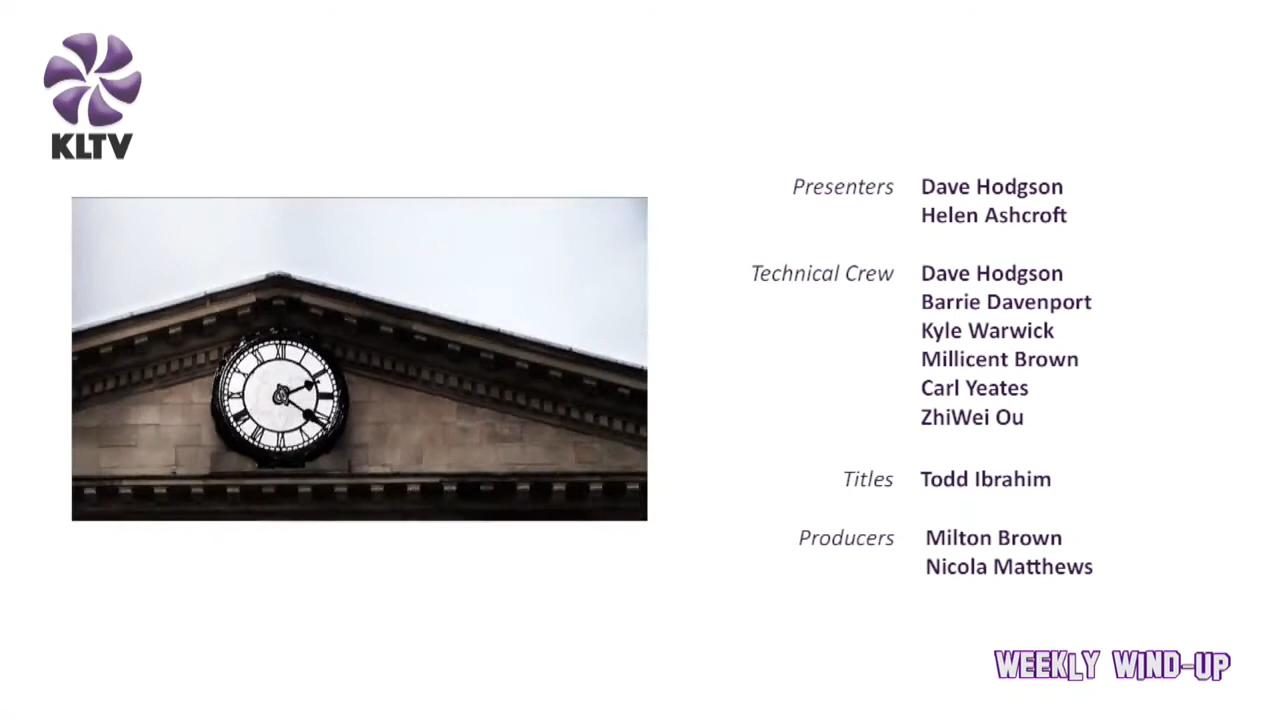 KLTV
Presenters Dave Hodgson
Helen Ashcroft
Technical Crew Dave Hodgson
Barrie Davenport
Kyle Warwick
Millicent Brown
Carl Yeates
ZhiWei Ou
Titles Todd Ibrahim
Producers Milton Brown
Nicola Matthews
WEEKLY WIND-UP